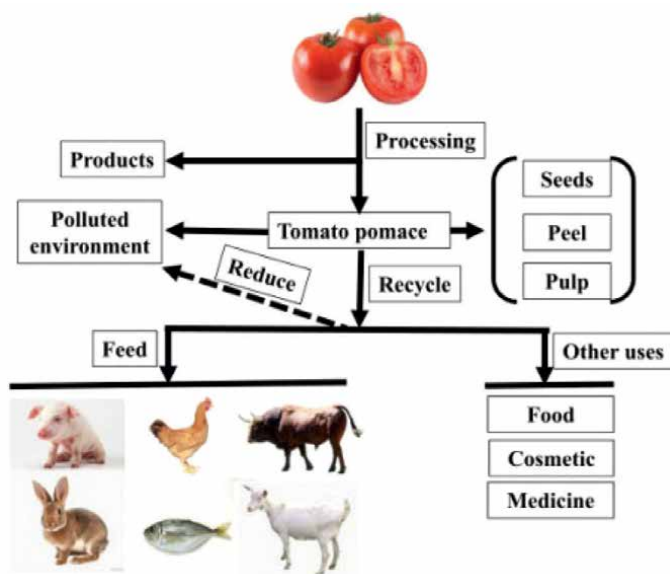 Processing
Products
Seeds
Polluted
environment
Tomato pomace
Peel
Reduce
Recycle
Pulp
Feed
Other uses
Food
Cosmetic
Medicine